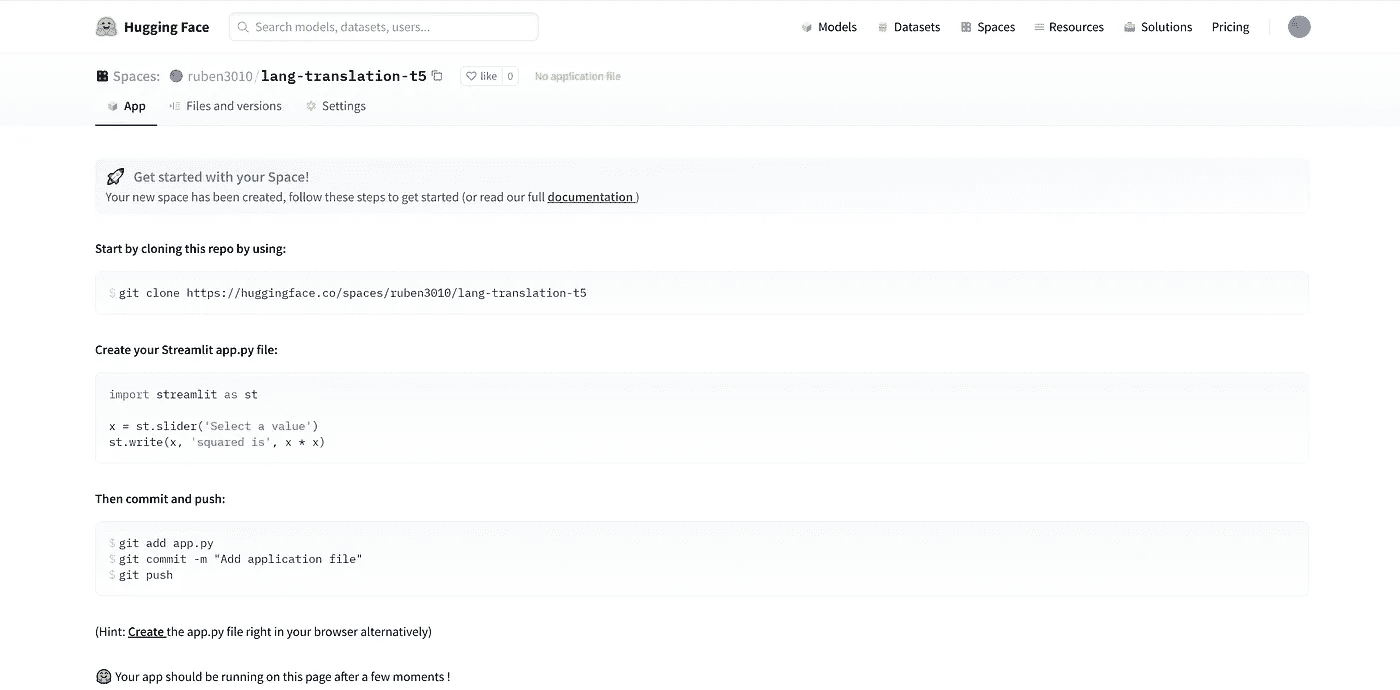 Hugging Face Search models, datasets, users... Models Datasets Spaces Resources Solutions Pricing
Spaces: ruben3010/lang-translation-t5 like 0 No application file
App Files and versions Settings
Get started with your Space!
Your new space has been created, follow these steps to get started (or read our full documentation )
Start by cloning this repo by using:
$ git clone https://huggingface.co/spaces/ruben3010/lang-translation-t5
Create your Streamlit app.py file:
import streamlit as st
x = st.slider('Select a value')
st.write(x, 'squared is', x * x)
Then commit and push:
$ git add app.py
$ git commit -m "Add application file"
$ git push
(Hint: Create the app.py file right in your browser alternatively)
Your app should be running on this page after a few moments !